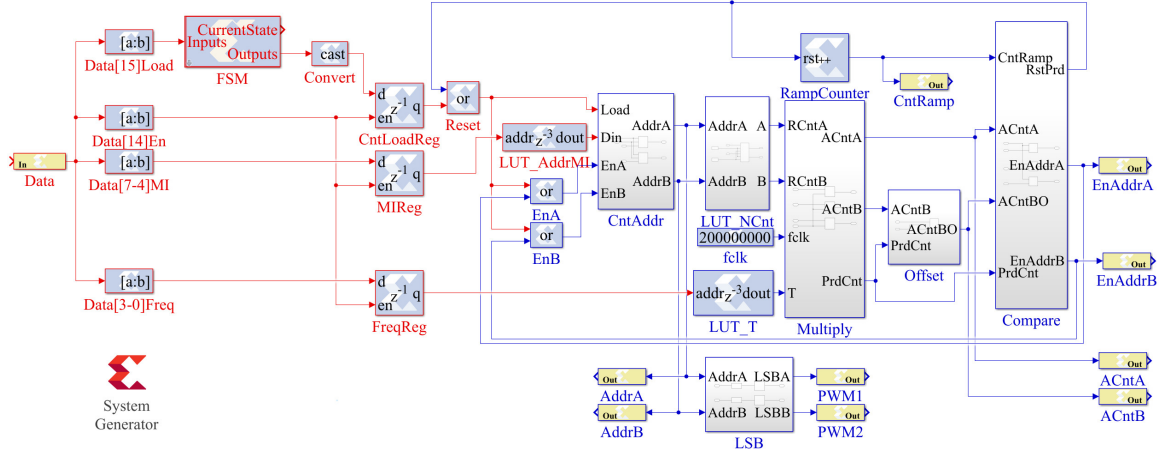 [a:b]
Data[15]Load
CurrentState
Inputs
Outputs
FSM
cast
Convert
[a:b]
Data[14]En
In
Data
[a:b]
Data[7-4]MI
[a:b]
Data[3-0]Freq
d
en
z-1 q
CntLoadReg
d
en
z-1 q
MIReg
d
en
z-1 q
FreqReg
or
Reset
addr z-3 dout
LUT_AddrMI
or
EnA
or
EnB
Load
Din
EnA
EnB
AddrA
AddrB
CntAddr
AddrA
AddrB
A
B
LUT_NCnt
200000000
fclk
addr z-3 dout
LUT_T
rst++
RampCounter
Out
CntRamp
RCntA
RCntB
fclk
T
ACntA
ACntB
PrdCnt
Multiply
ACntB
ACntBO
PrdCnt
Offset
CntRamp
RstPrd
ACntA
EnAddrA
ACntBO
EnAddrB
PrdCnt
Compare
Out
EnAddrA
Out
EnAddrB
Out
ACntA
Out
ACntB
Out
AddrA
Out
AddrB
AddrA
AddrB
LSBA
LSBB
LSB
Out
PWM1
Out
PWM2
System
Generator